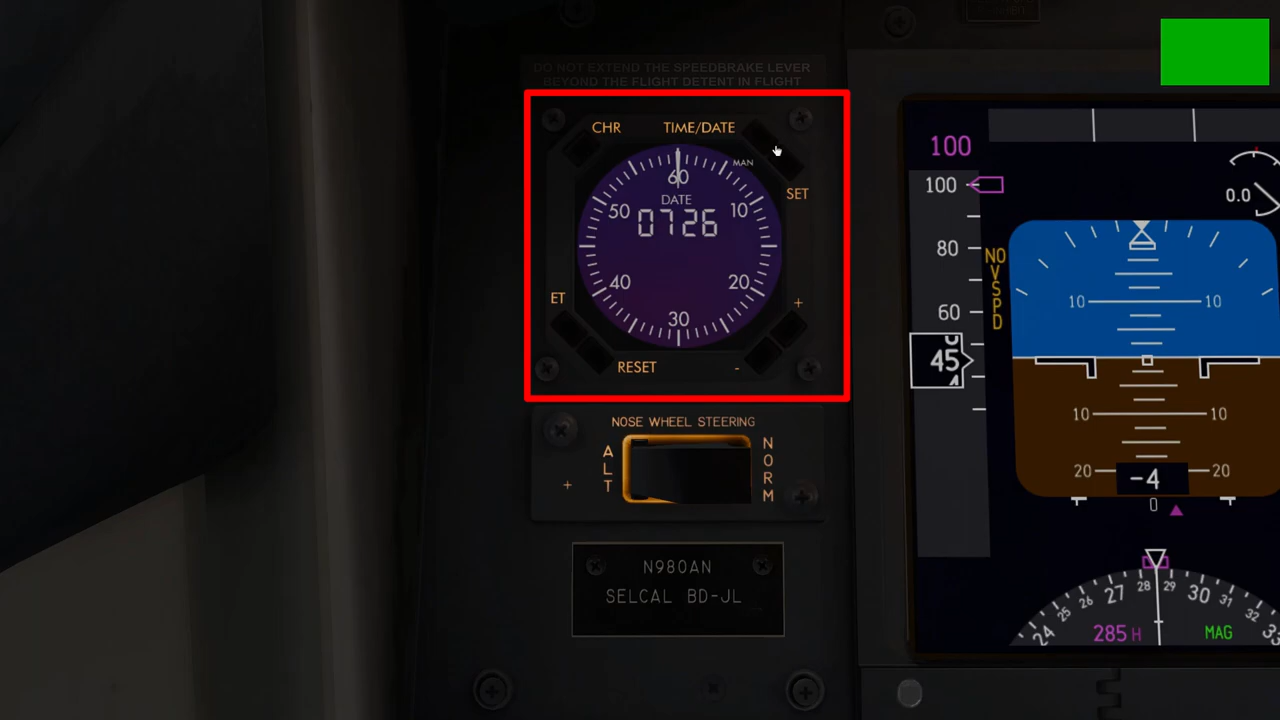 DO NOT EXTEND THE SPEEDBRAKE LEVER
BEYOND THE FLIGHT DETENT IN FLIGHT
CHR TIME/DATE
MAN
SET
60
DATE
0726
50 10
40 20
30
ET +
RESET -
NOSE WHEEL STEERING
ALT
NORM
+
N980AN
SELCAL BD-JL
100
100
80
60
45
NO VSPD
0.0
10 10
10 10
20 20
-4
0
24 25 26 27 28 29 30 31 32 33
285 H MAG